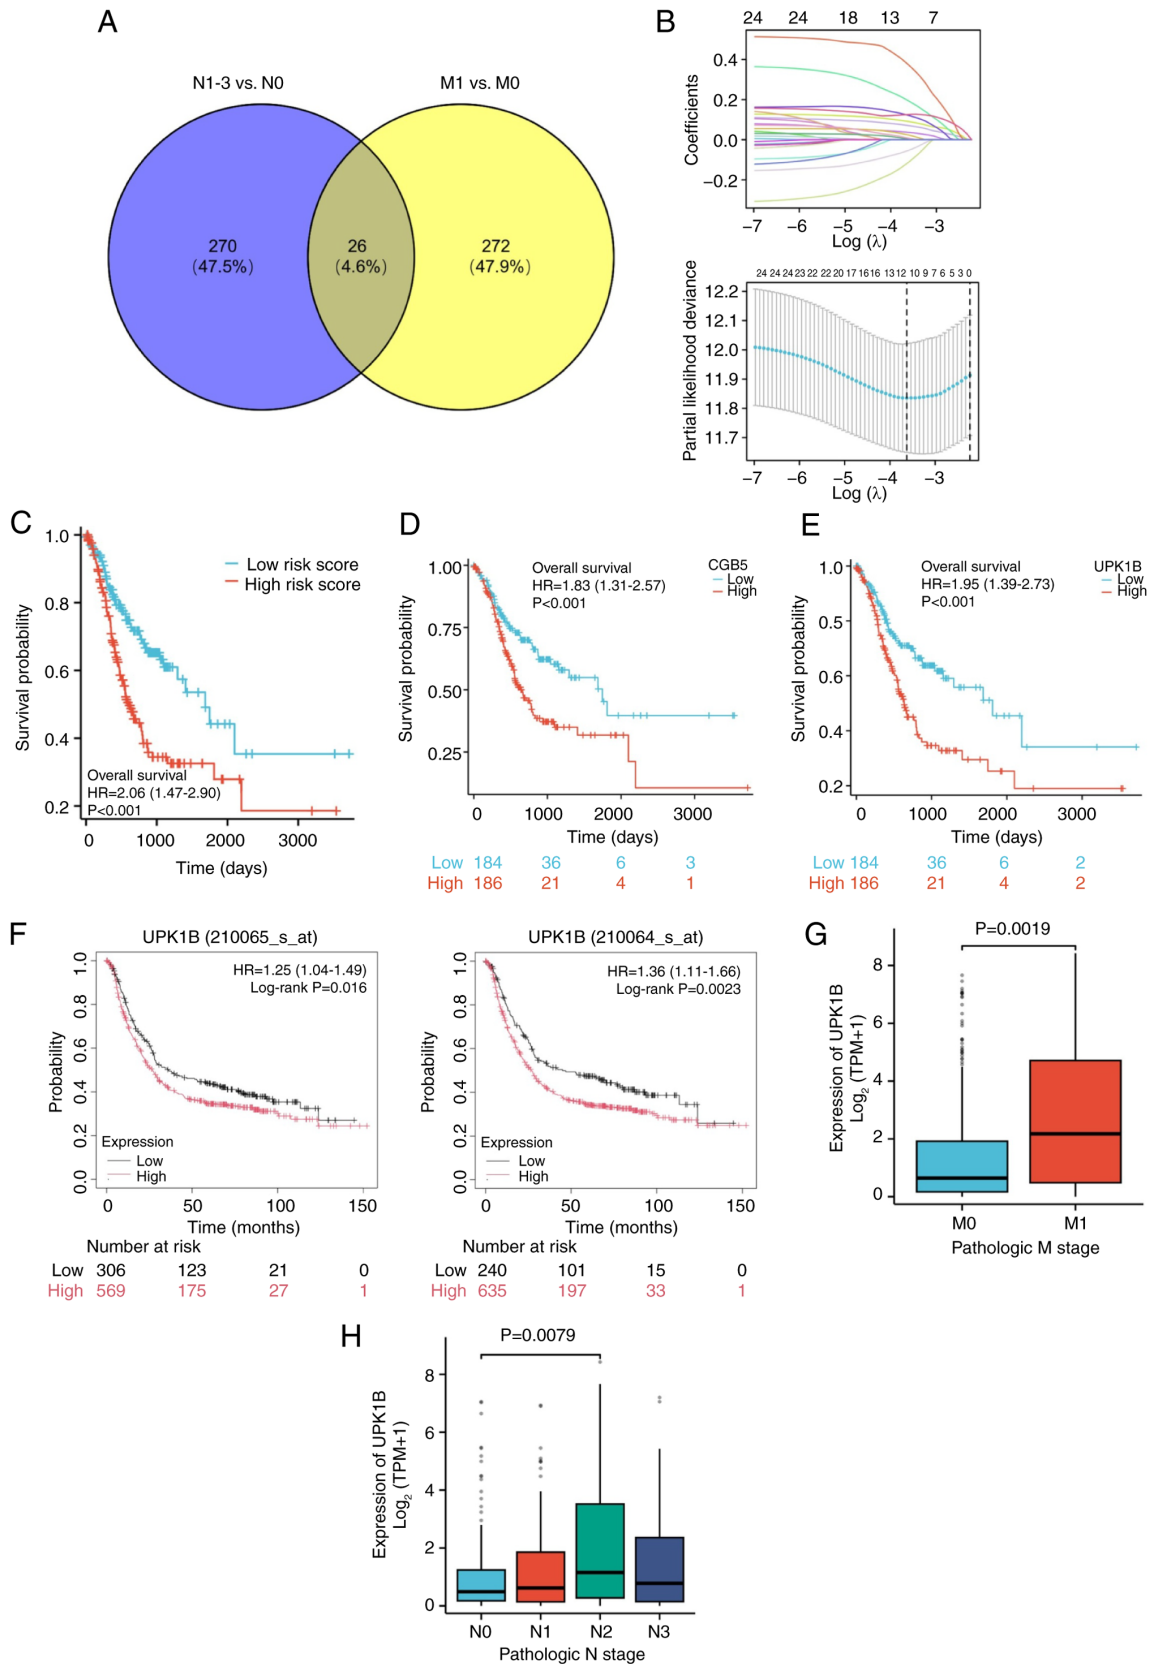 A
N1-3 vs. N0
M1 vs. M0
270
(47.5%)
26
(4.6%)
272
(47.9%)
B
24 24 18 13 7
Coefficients
0.4
0.2
0.0
−0.2
−7 −6 −5 −4 −3
Log (λ)
24 24 24 23 22 22 20 17 16 16 13 12 10 9 7 6 5 3 0
Partial likelihood deviance
12.2
12.1
12.0
11.9
11.8
11.7
−7 −6 −5 −4 −3
Log (λ)
C
Survival probability
1.0
0.8
0.6
0.4
0.2
Low risk score
High risk score
Overall survival
HR=2.06 (1.47-2.90)
P<0.001
0 1000 2000 3000
Time (days)
D
Survival probability
1.00
0.75
0.50
0.25
Overall survival
HR=1.83 (1.31-2.57)
P<0.001
CGB5
Low
High
0 1000 2000 3000
Time (days)
Low 184 36 6 3
High 186 21 4 1
E
Survival probability
1.0
0.5
0.6
0.4
0.2
Overall survival
HR=1.95 (1.39-2.73)
P<0.001
UPK1B
Low
High
0 1000 2000 3000
Time (days)
Low 184 36 6 2
High 186 21 4 2
F
UPK1B (210065_s_at)
Probability
1.0
0.8
0.6
0.4
0.2
0.0
HR=1.25 (1.04-1.49)
Log-rank P=0.016
Expression
Low
High
0 50 100 150
Time (months)
Number at risk
Low 306 123 21 0
High 569 175 27 1
UPK1B (210064_s_at)
Probability
1.0
0.8
0.6
0.4
0.2
0.0
HR=1.36 (1.11-1.66)
Log-rank P=0.0023
Expression
Low
High
0 50 100 150
Time (months)
Number at risk
Low 240 101 15 0
High 635 197 33 1
G
P=0.0019
Expression of UPK1B
Log₂ (TPM+1)
8
6
4
2
0
M0 M1
Pathologic M stage
H
P=0.0079
Expression of UPK1B
Log₂ (TPM+1)
8
6
4
2
0
N0 N1 N2 N3
Pathologic N stage